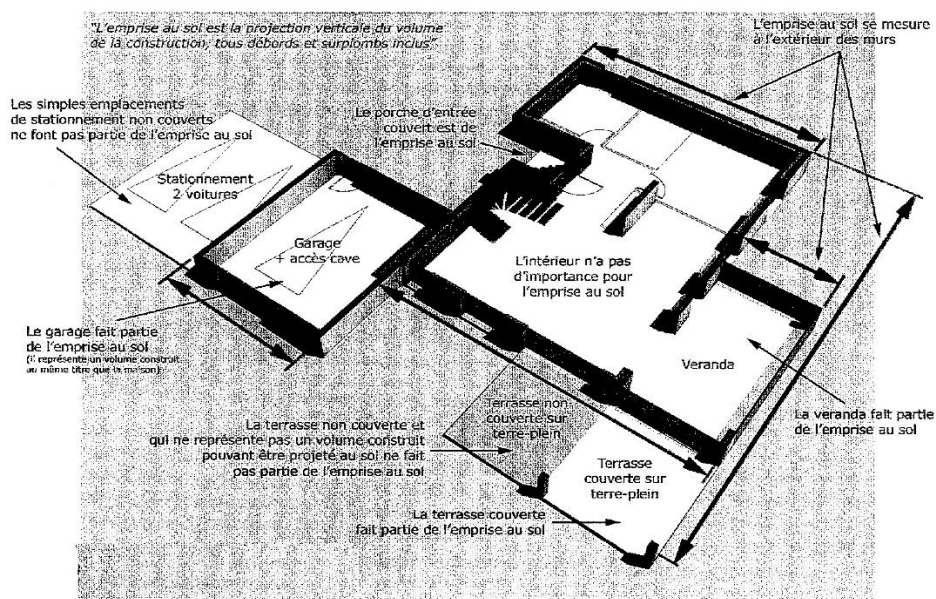 "L'emprise au sol est la projection verticale du volume
de la construction, tous débords et surplombs inclus"
L'emprise au sol se mesure
à l'extérieur des murs
Les simples emplacements
de stationnement non couverts
ne font pas partie de l'emprise au sol
Le porche d'entrée
couvert est de
l'emprise au sol
Stationnement
2 voitures
Garage
+ accès cave
L'intérieur n'a pas
d'importance pour
l'emprise au sol
Le garage fait partie
de l'emprise au sol
(il représente un volume construit
au même titre que la maison)
Veranda
La veranda fait partie
de l'emprise au sol
Terrasse non
couverte sur
terre-plein
La terrasse non couverte et
qui ne représente pas un volume construit
pouvant être projeté au sol ne fait
pas partie de l'emprise au sol
Terrasse
couverte sur
terre-plein
La terrasse couverte
fait partie de l'emprise au sol